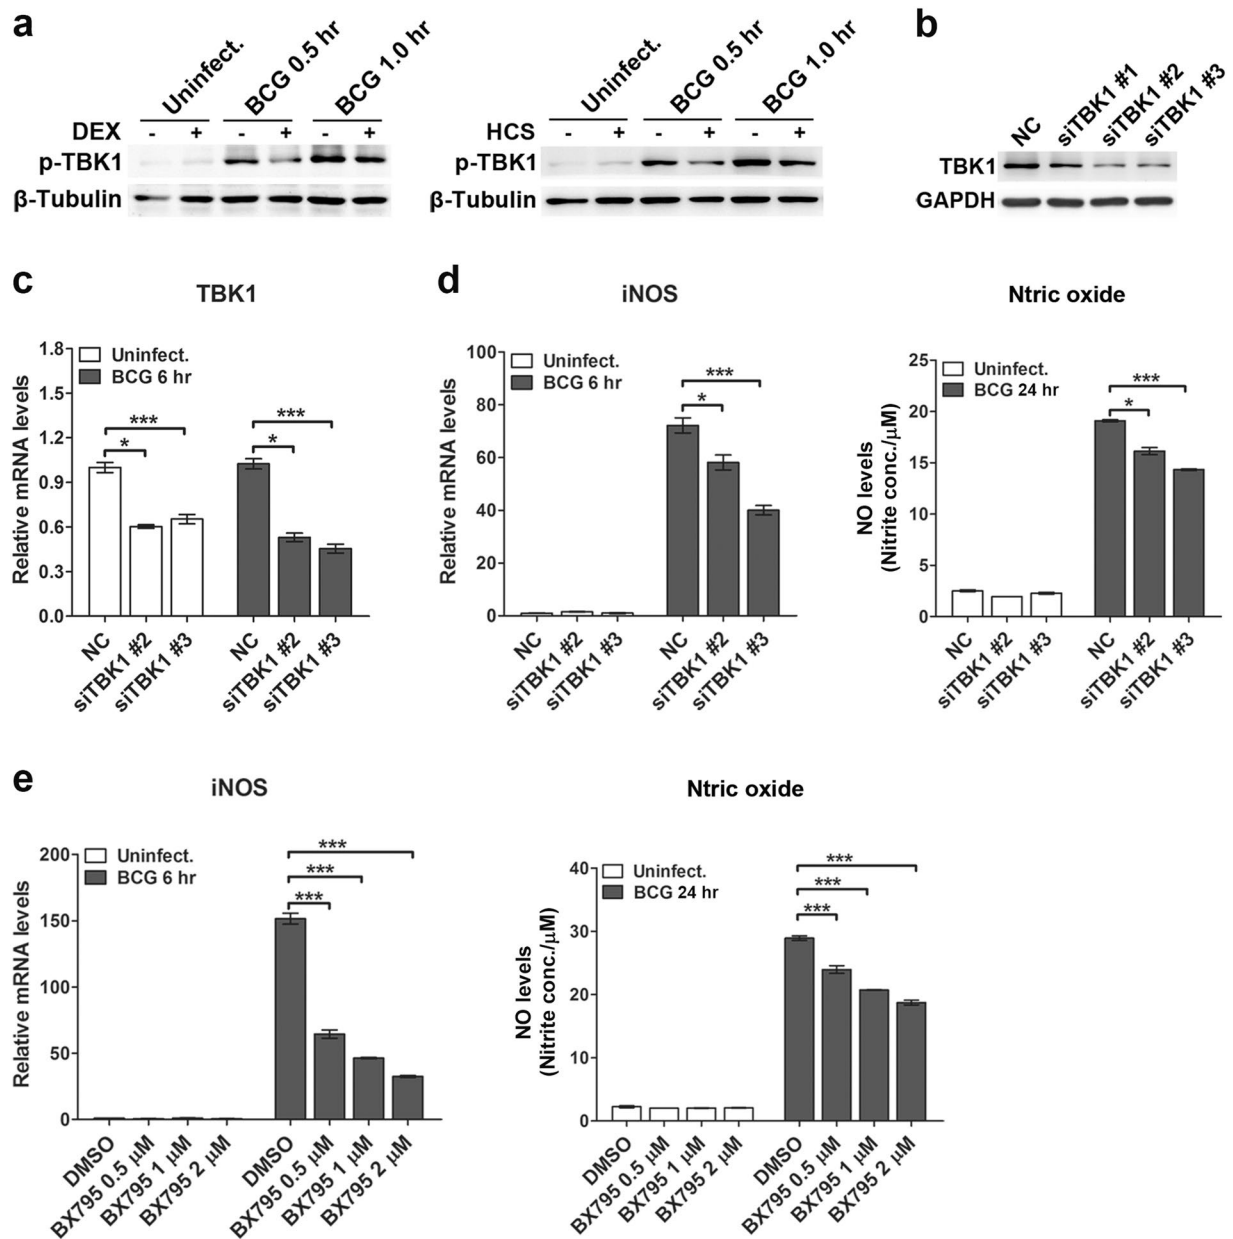 a
Uninfect.
BCG 0.5 hr
BCG 1.0 hr
DEX - + - + - +
p-TBK1
β-Tubulin
Uninfect.
BCG 0.5 hr
BCG 1.0 hr
HCS - + - + - +
p-TBK1
β-Tubulin
b
NC
siTBK1 #1
siTBK1 #2
siTBK1 #3
TBK1
GAPDH
c
TBK1
Relative mRNA levels
1.8
1.5
1.2
0.9
0.6
0.3
0.0
Uninfect.
BCG 6 hr
***
*
***
*
NC
siTBK1 #2
siTBK1 #3
NC
siTBK1 #2
siTBK1 #3
d
iNOS
Relative mRNA levels
100
80
60
40
20
0
Uninfect.
BCG 6 hr
***
*
NC
siTBK1 #2
siTBK1 #3
NC
siTBK1 #2
siTBK1 #3
Ntric oxide
NO levels
(Nitrite conc./μM)
25
20
15
10
5
0
Uninfect.
BCG 24 hr
***
*
NC
siTBK1 #2
siTBK1 #3
NC
siTBK1 #2
siTBK1 #3
e
iNOS
Relative mRNA levels
200
150
100
50
0
Uninfect.
BCG 6 hr
***
***
***
DMSO
BX795 0.5 μM
BX795 1 μM
BX795 2 μM
DMSO
BX795 0.5 μM
BX795 1 μM
BX795 2 μM
Ntric oxide
NO levels
(Nitrite conc./μM)
40
30
20
10
0
Uninfect.
BCG 24 hr
***
***
***
DMSO
BX795 0.5 μM
BX795 1 μM
BX795 2 μM
DMSO
BX795 0.5 μM
BX795 1 μM
BX795 2 μM